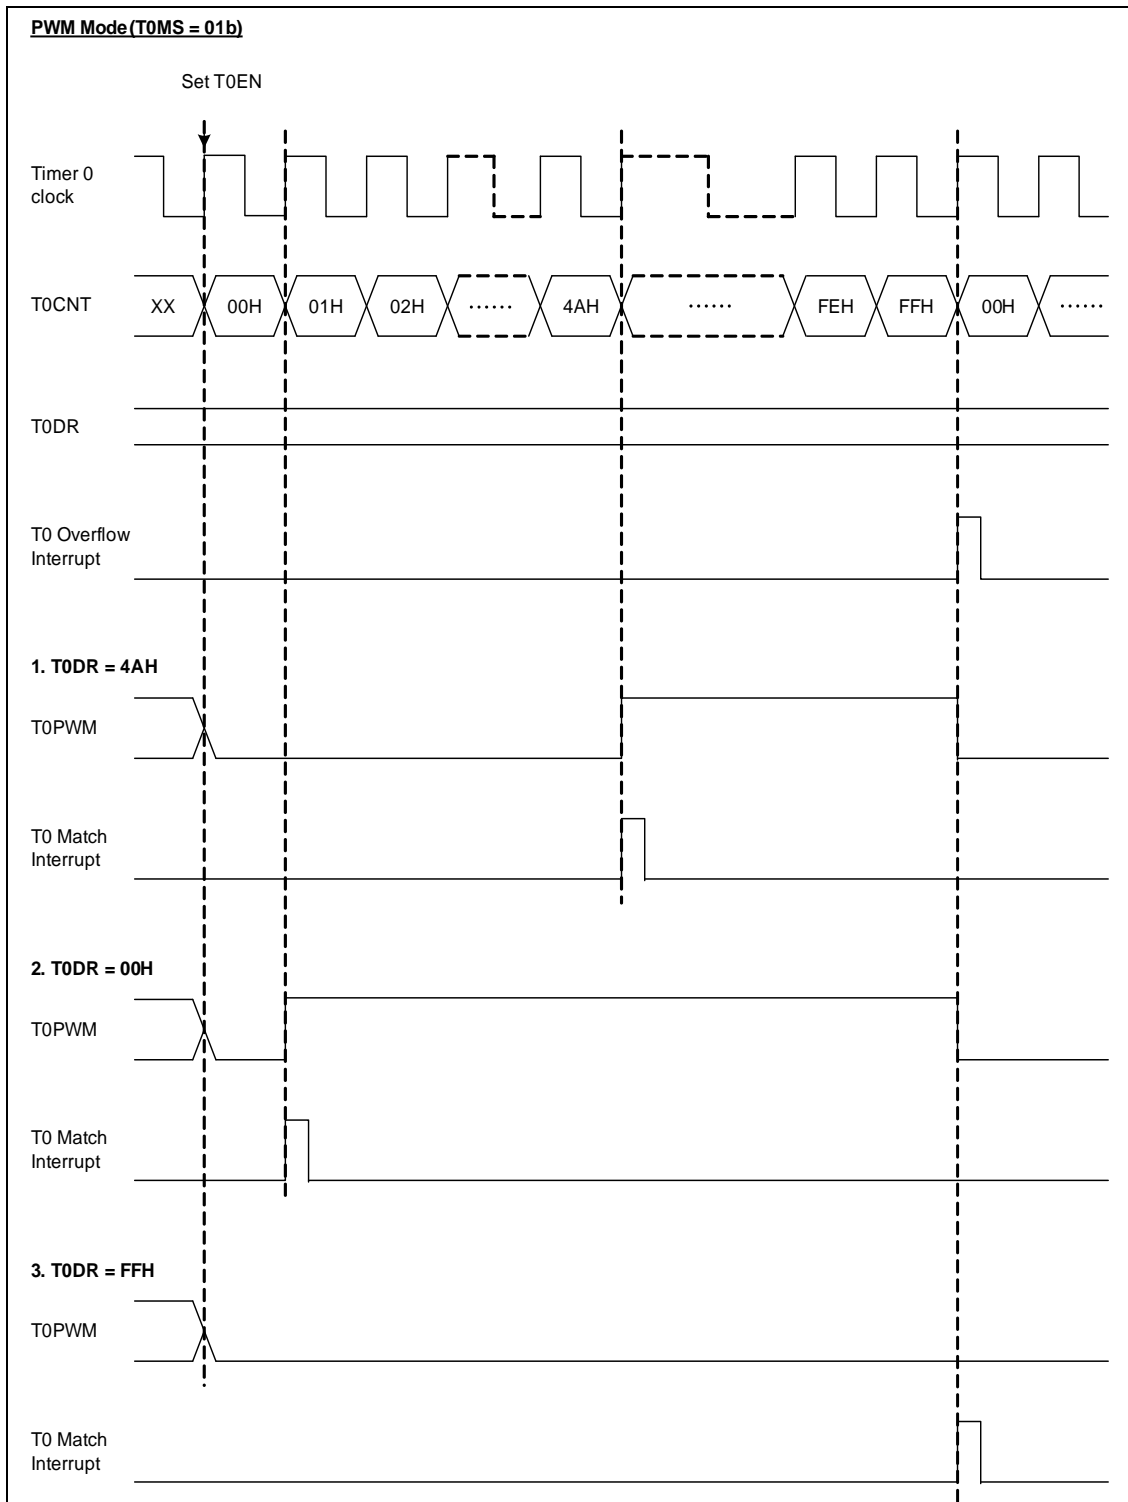 PWM Mode(T0MS = 01b)
Set T0EN
Timer 0
clock
T0CNT
XX 00H 01H 02H ...... 4AH ...... FEH FFH 00H ......
T0DR
T0 Overflow
Interrupt
1. T0DR = 4AH
T0PWM
T0 Match
Interrupt
2. T0DR = 00H
T0PWM
T0 Match
Interrupt
3. T0DR = FFH
T0PWM
T0 Match
Interrupt